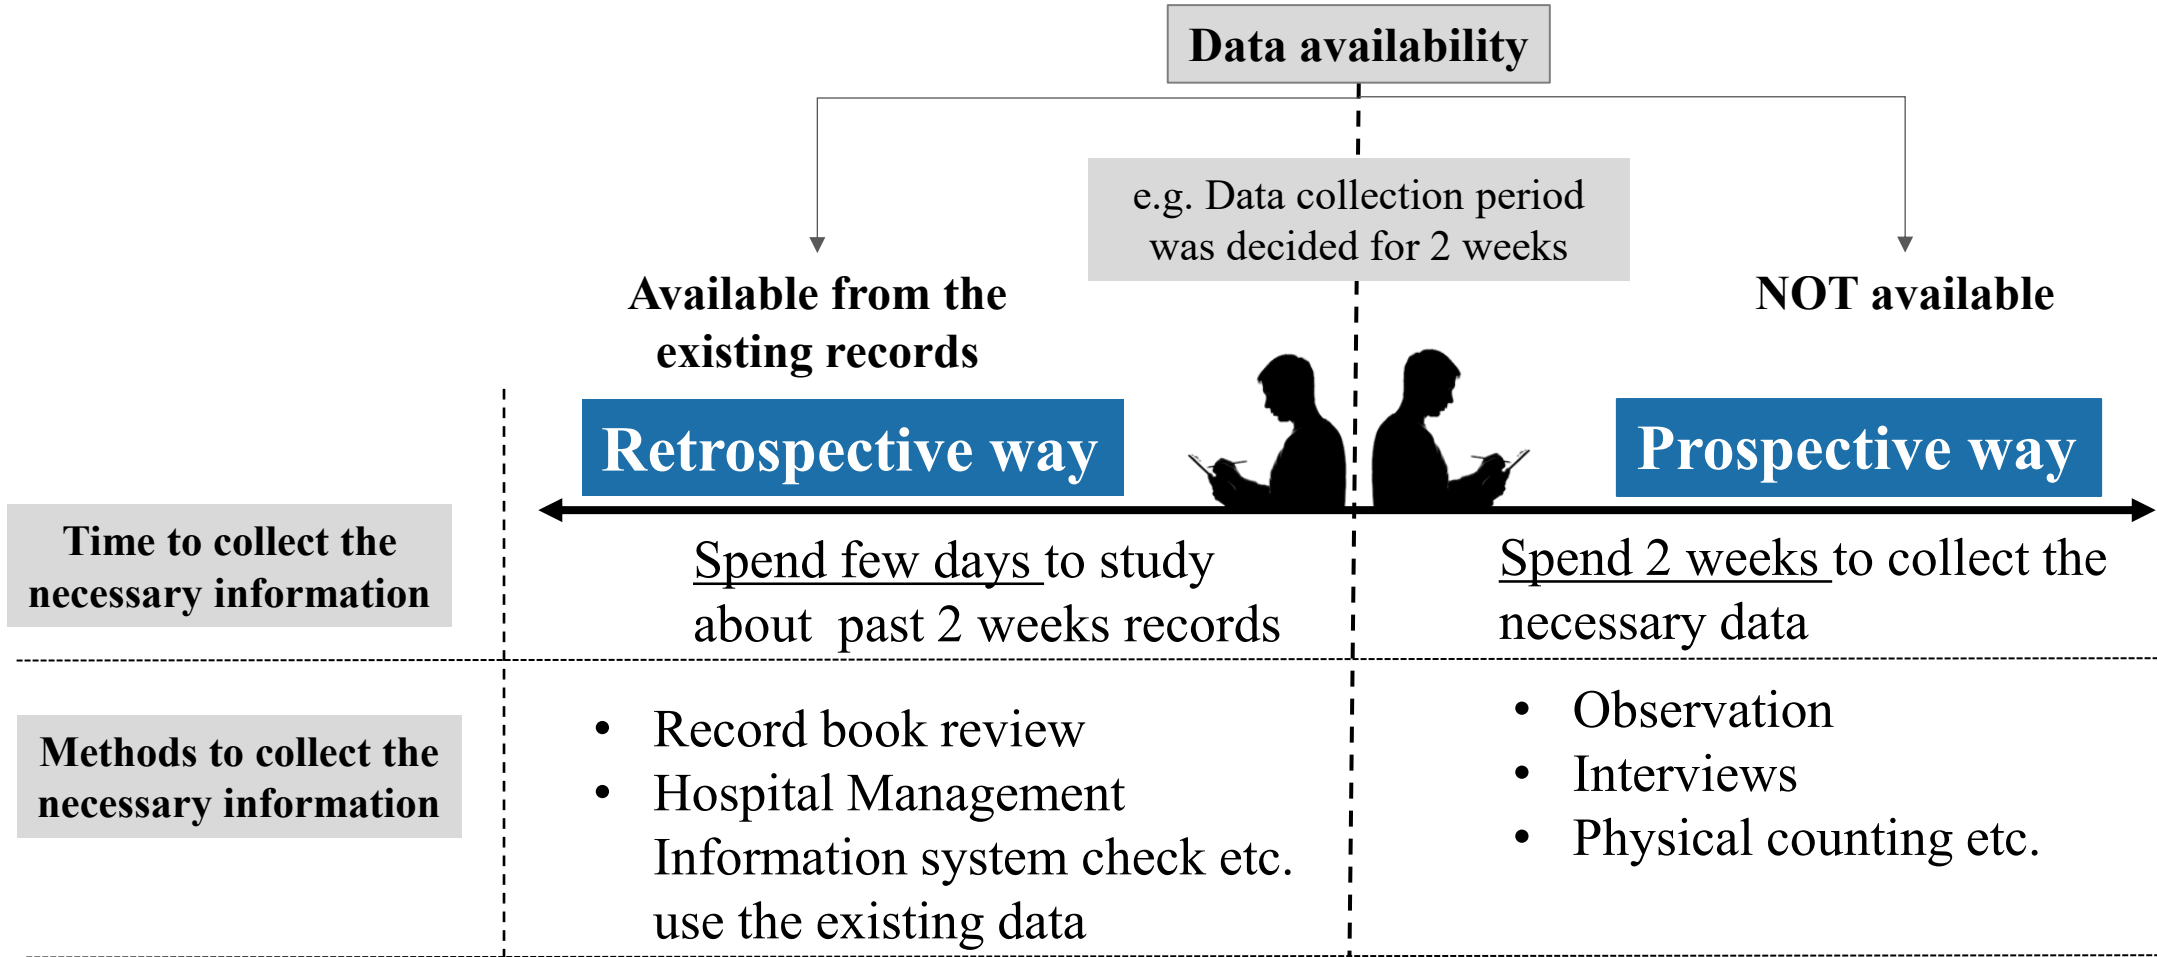 Data availability
e.g. Data collection period
was decided for 2 weeks
Available from the
existing records
NOT available
Retrospective way
Prospective way
Time to collect the
necessary information
Spend few days to study
about past 2 weeks records
Spend 2 weeks to collect the
necessary data
Methods to collect the
necessary information
• Record book review
• Hospital Management
Information system check etc.
use the existing data
• Observation
• Interviews
• Physical counting etc.